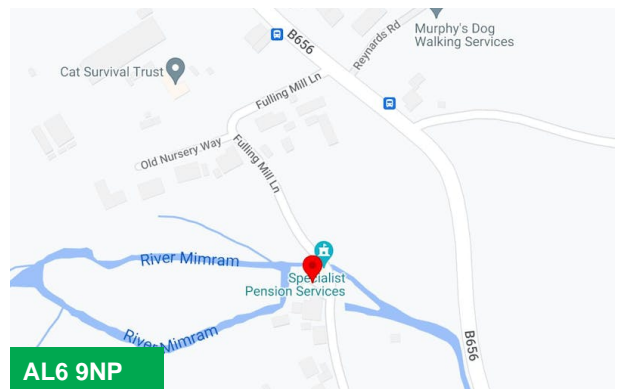 B656
Reynards Rd
Murphy's Dog
Walking Services
Cat Survival Trust
Fulling Mill Ln
Old Nursery Way
Fulling Mill Ln
River Mimram
Specialist
Pension Services
River Mimram
B656
AL6 9NP